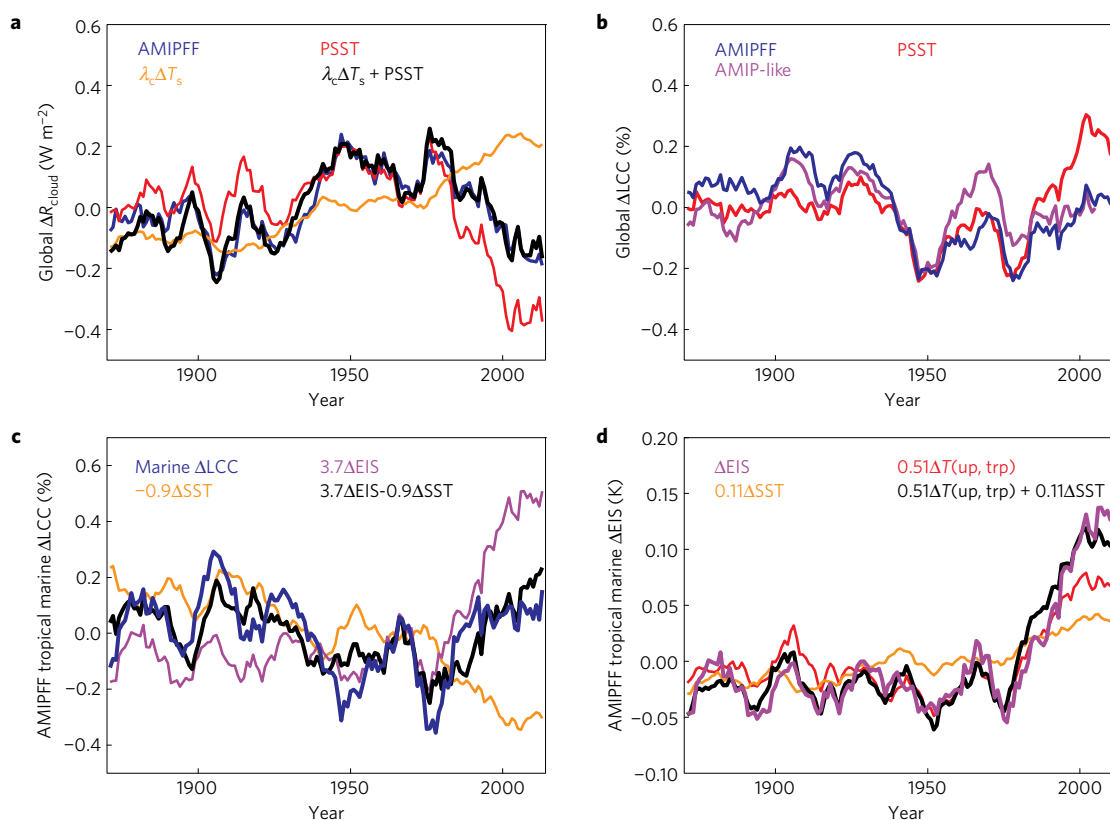 a
0.6
0.4
0.2
0.0
−0.2
−0.4
Global ΔR_cloud (W m⁻²)
AMIPFF PSST
λ_cΔT_s λ_cΔT_s + PSST
1900 1950 2000
Year
b
0.6
0.4
0.2
0.0
−0.2
−0.4
Global ΔLCC (%)
AMIPFF PSST
AMIP-like
1900 1950 2000
Year
c
0.6
0.4
0.2
0.0
−0.2
−0.4
AMIPFF tropical marine ΔLCC (%)
Marine ΔLCC 3.7ΔEIS
−0.9ΔSST 3.7ΔEIS-0.9ΔSST
1900 1950 2000
Year
d
0.20
0.15
0.10
0.05
−0.00
−0.05
−0.10
AMIPFF tropical marine ΔEIS (K)
ΔEIS 0.51ΔT(up, trp)
0.11ΔSST 0.51ΔT(up, trp) + 0.11ΔSST
1900 1950 2000
Year